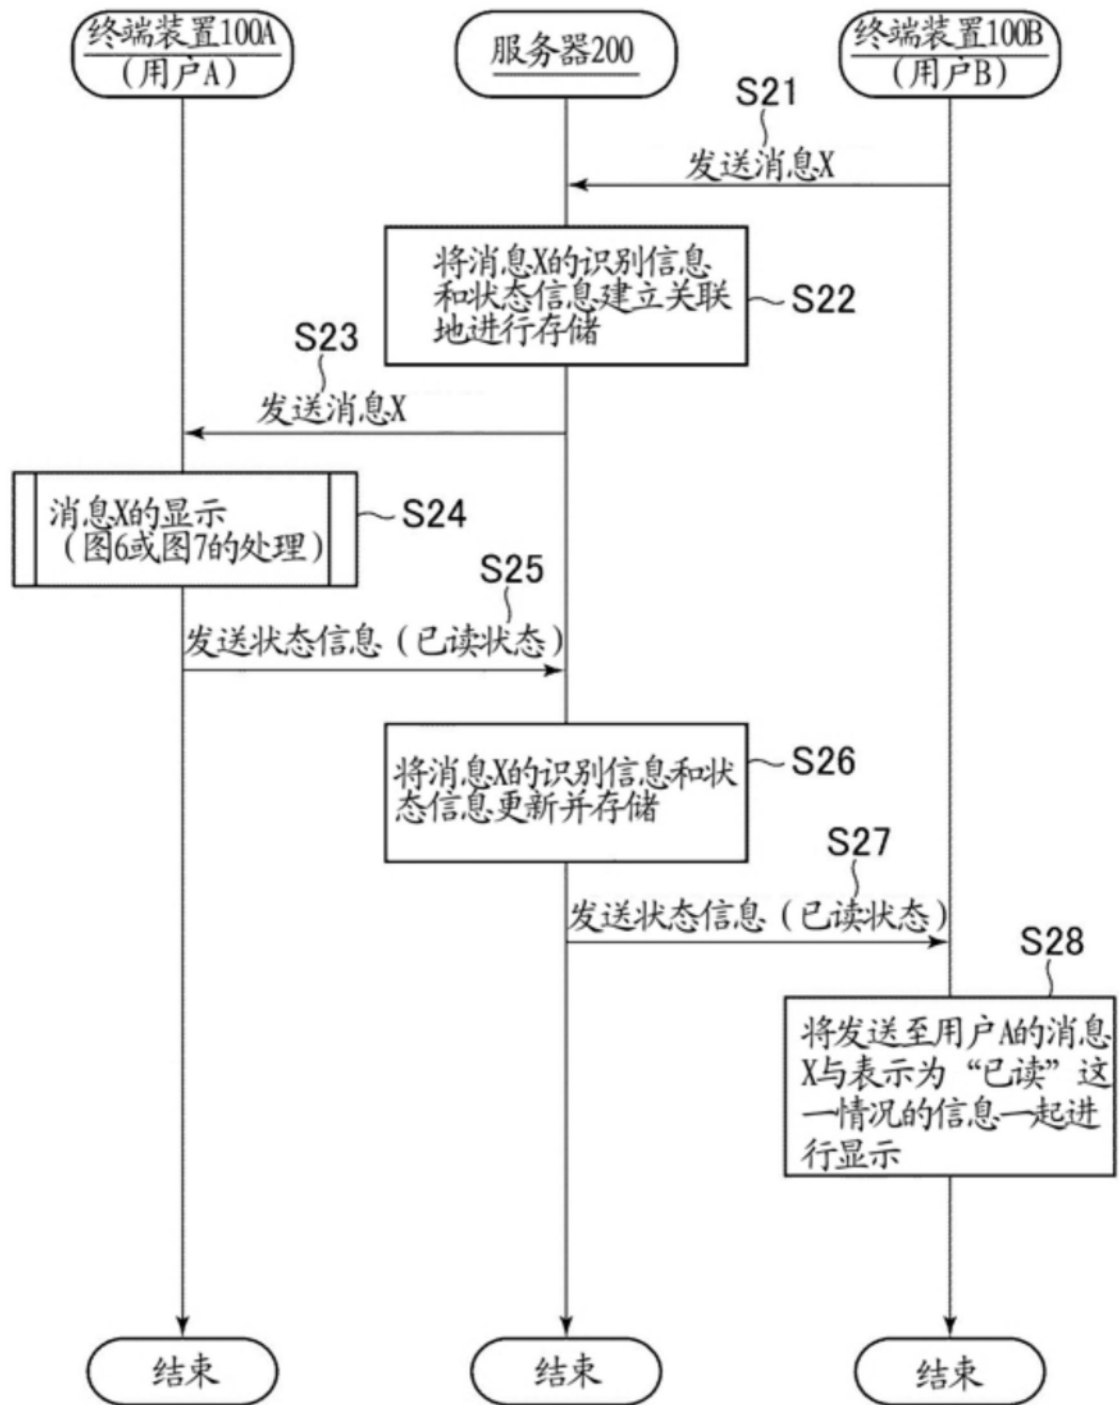 终端装置100A
(用户A)
服务器200
终端装置100B
(用户B)
S21
发送消息X
将消息X的识别信息
和状态信息建立关联
地进行存储
S22
S23
发送消息X
消息X的显示
(图6或图7的处理)
S24
S25
发送状态信息(已读状态)
将消息X的识别信息和状
态信息更新并存储
S26
S27
发送状态信息(已读状态)
S28
将发送至用户A的消息
X与表示为“已读”这
一情况的信息一起进
行显示
结束
结束
结束